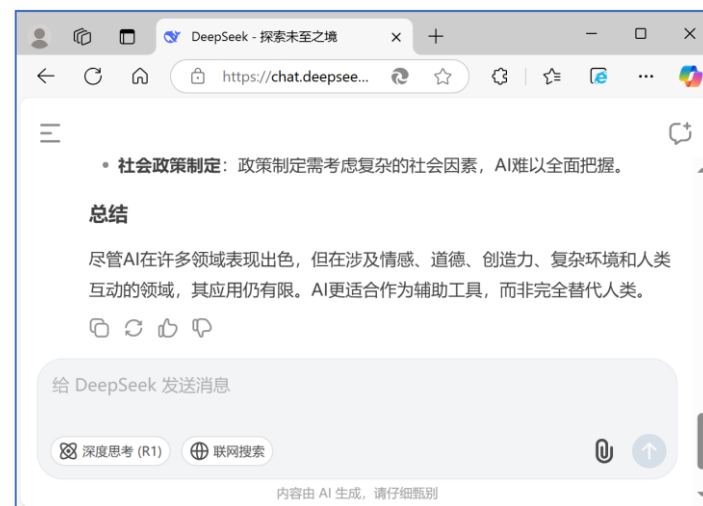 DeepSeek - 探索未至之境
https://chat.deepsee...
• 社会政策制定：政策制定需考虑复杂的社会因素，AI难以全面把握。
总结
尽管AI在许多领域表现出色，但在涉及情感、道德、创造力、复杂环境和人类
互动的领域，其应用仍有限。AI更适合作为辅助工具，而非完全替代人类。
给 DeepSeek 发送消息
深度思考 (R1)
联网搜索
内容由 AI 生成，请仔细甄别